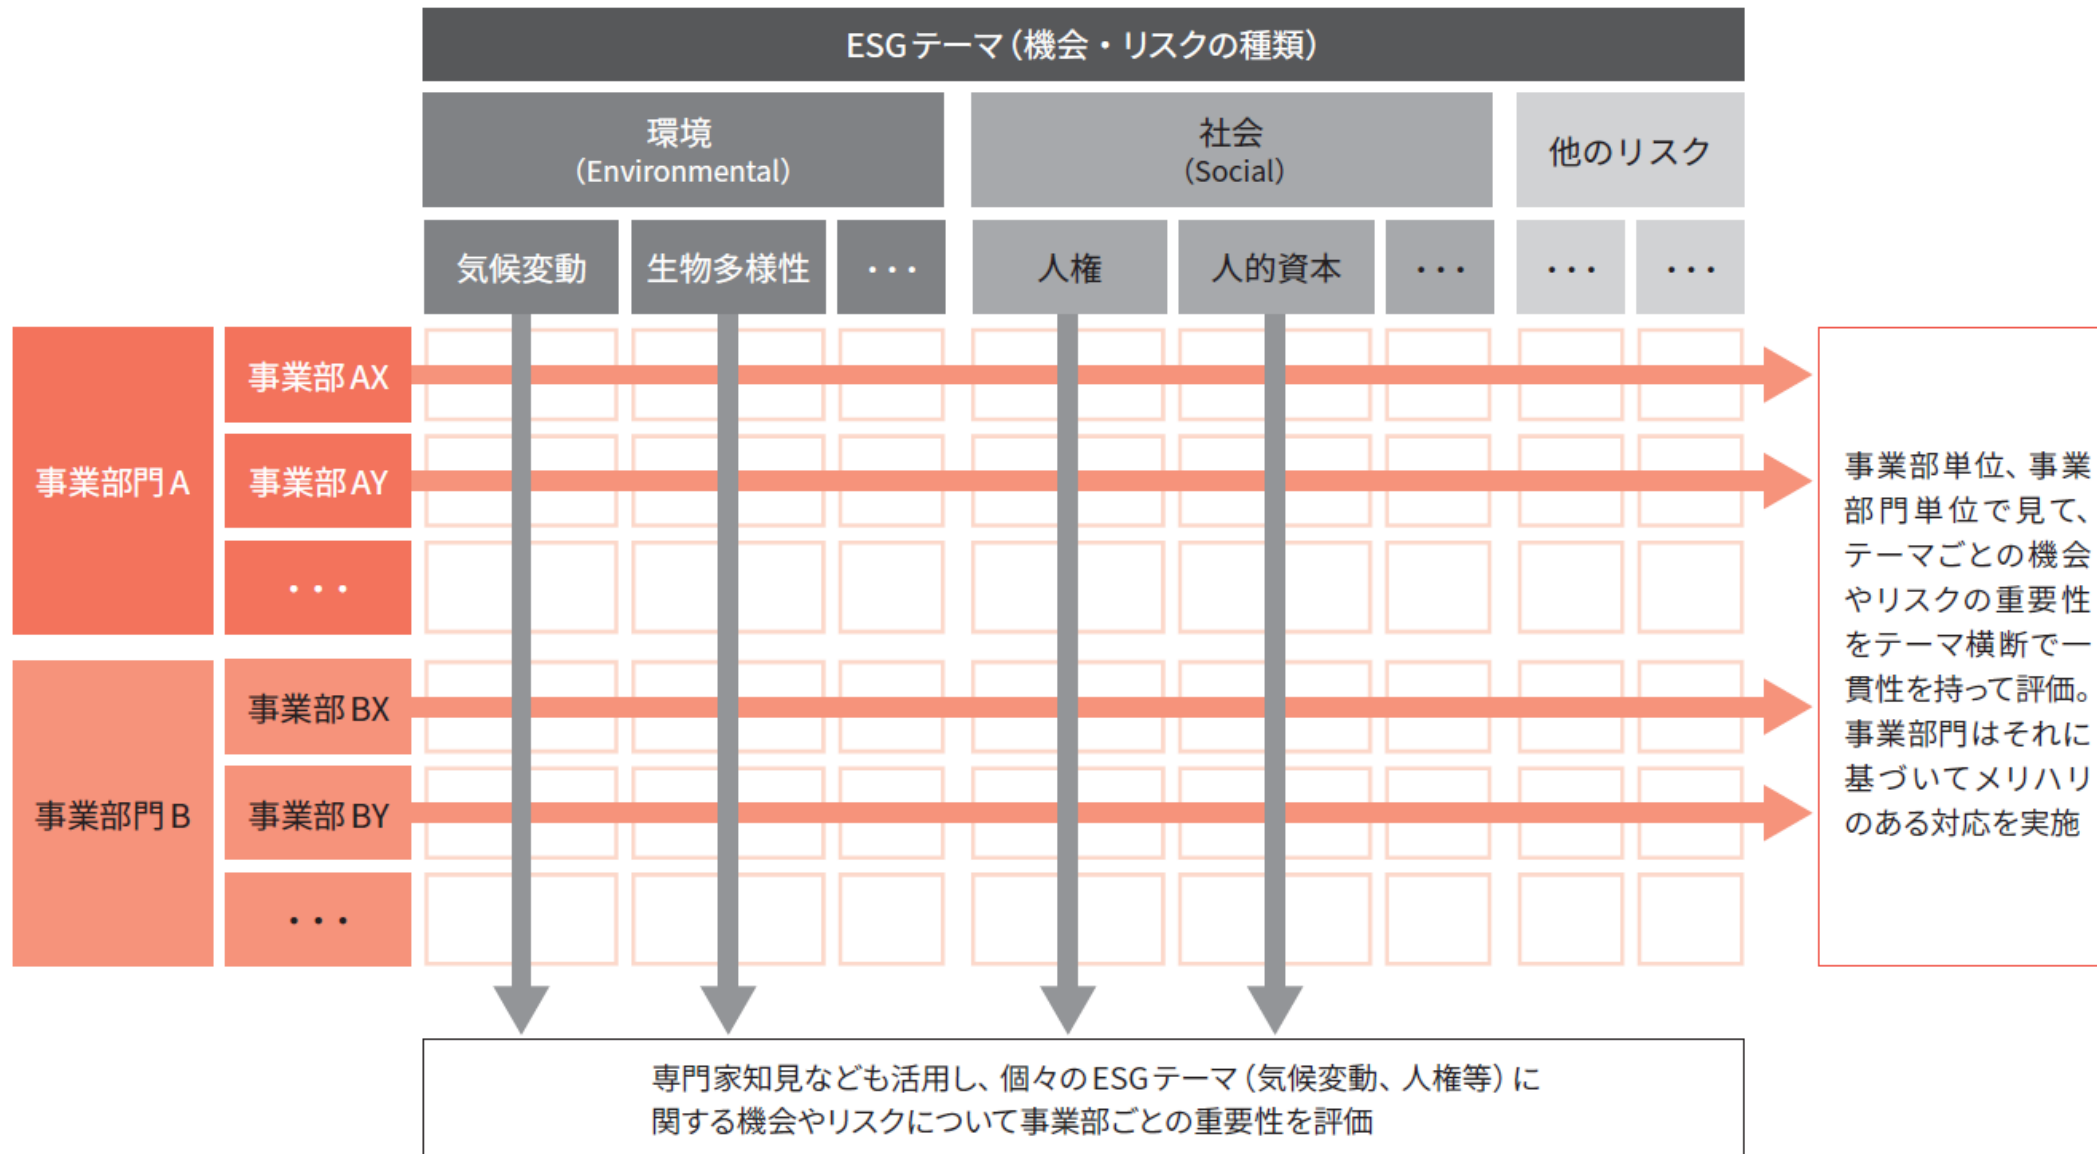 ESGテーマ（機会・リスクの種類）
環境
（Environmental）
社会
（Social）
他のリスク
気候変動
生物多様性
・・・
人権
人的資本
・・・
・・・
・・・
事業部門A
事業部AX
事業部AY
・・・
事業部門B
事業部BX
事業部BY
・・・
事業部単位、事業
部門単位で見て、
テーマごとの機会
やリスクの重要性
をテーマ横断で一
貫性を持って評価。
事業部門はそれに
基づいてメリハリ
のある対応を実施
専門家知見なども活用し、個々のESGテーマ（気候変動、人権等）に
関する機会やリスクについて事業部ごとの重要性を評価